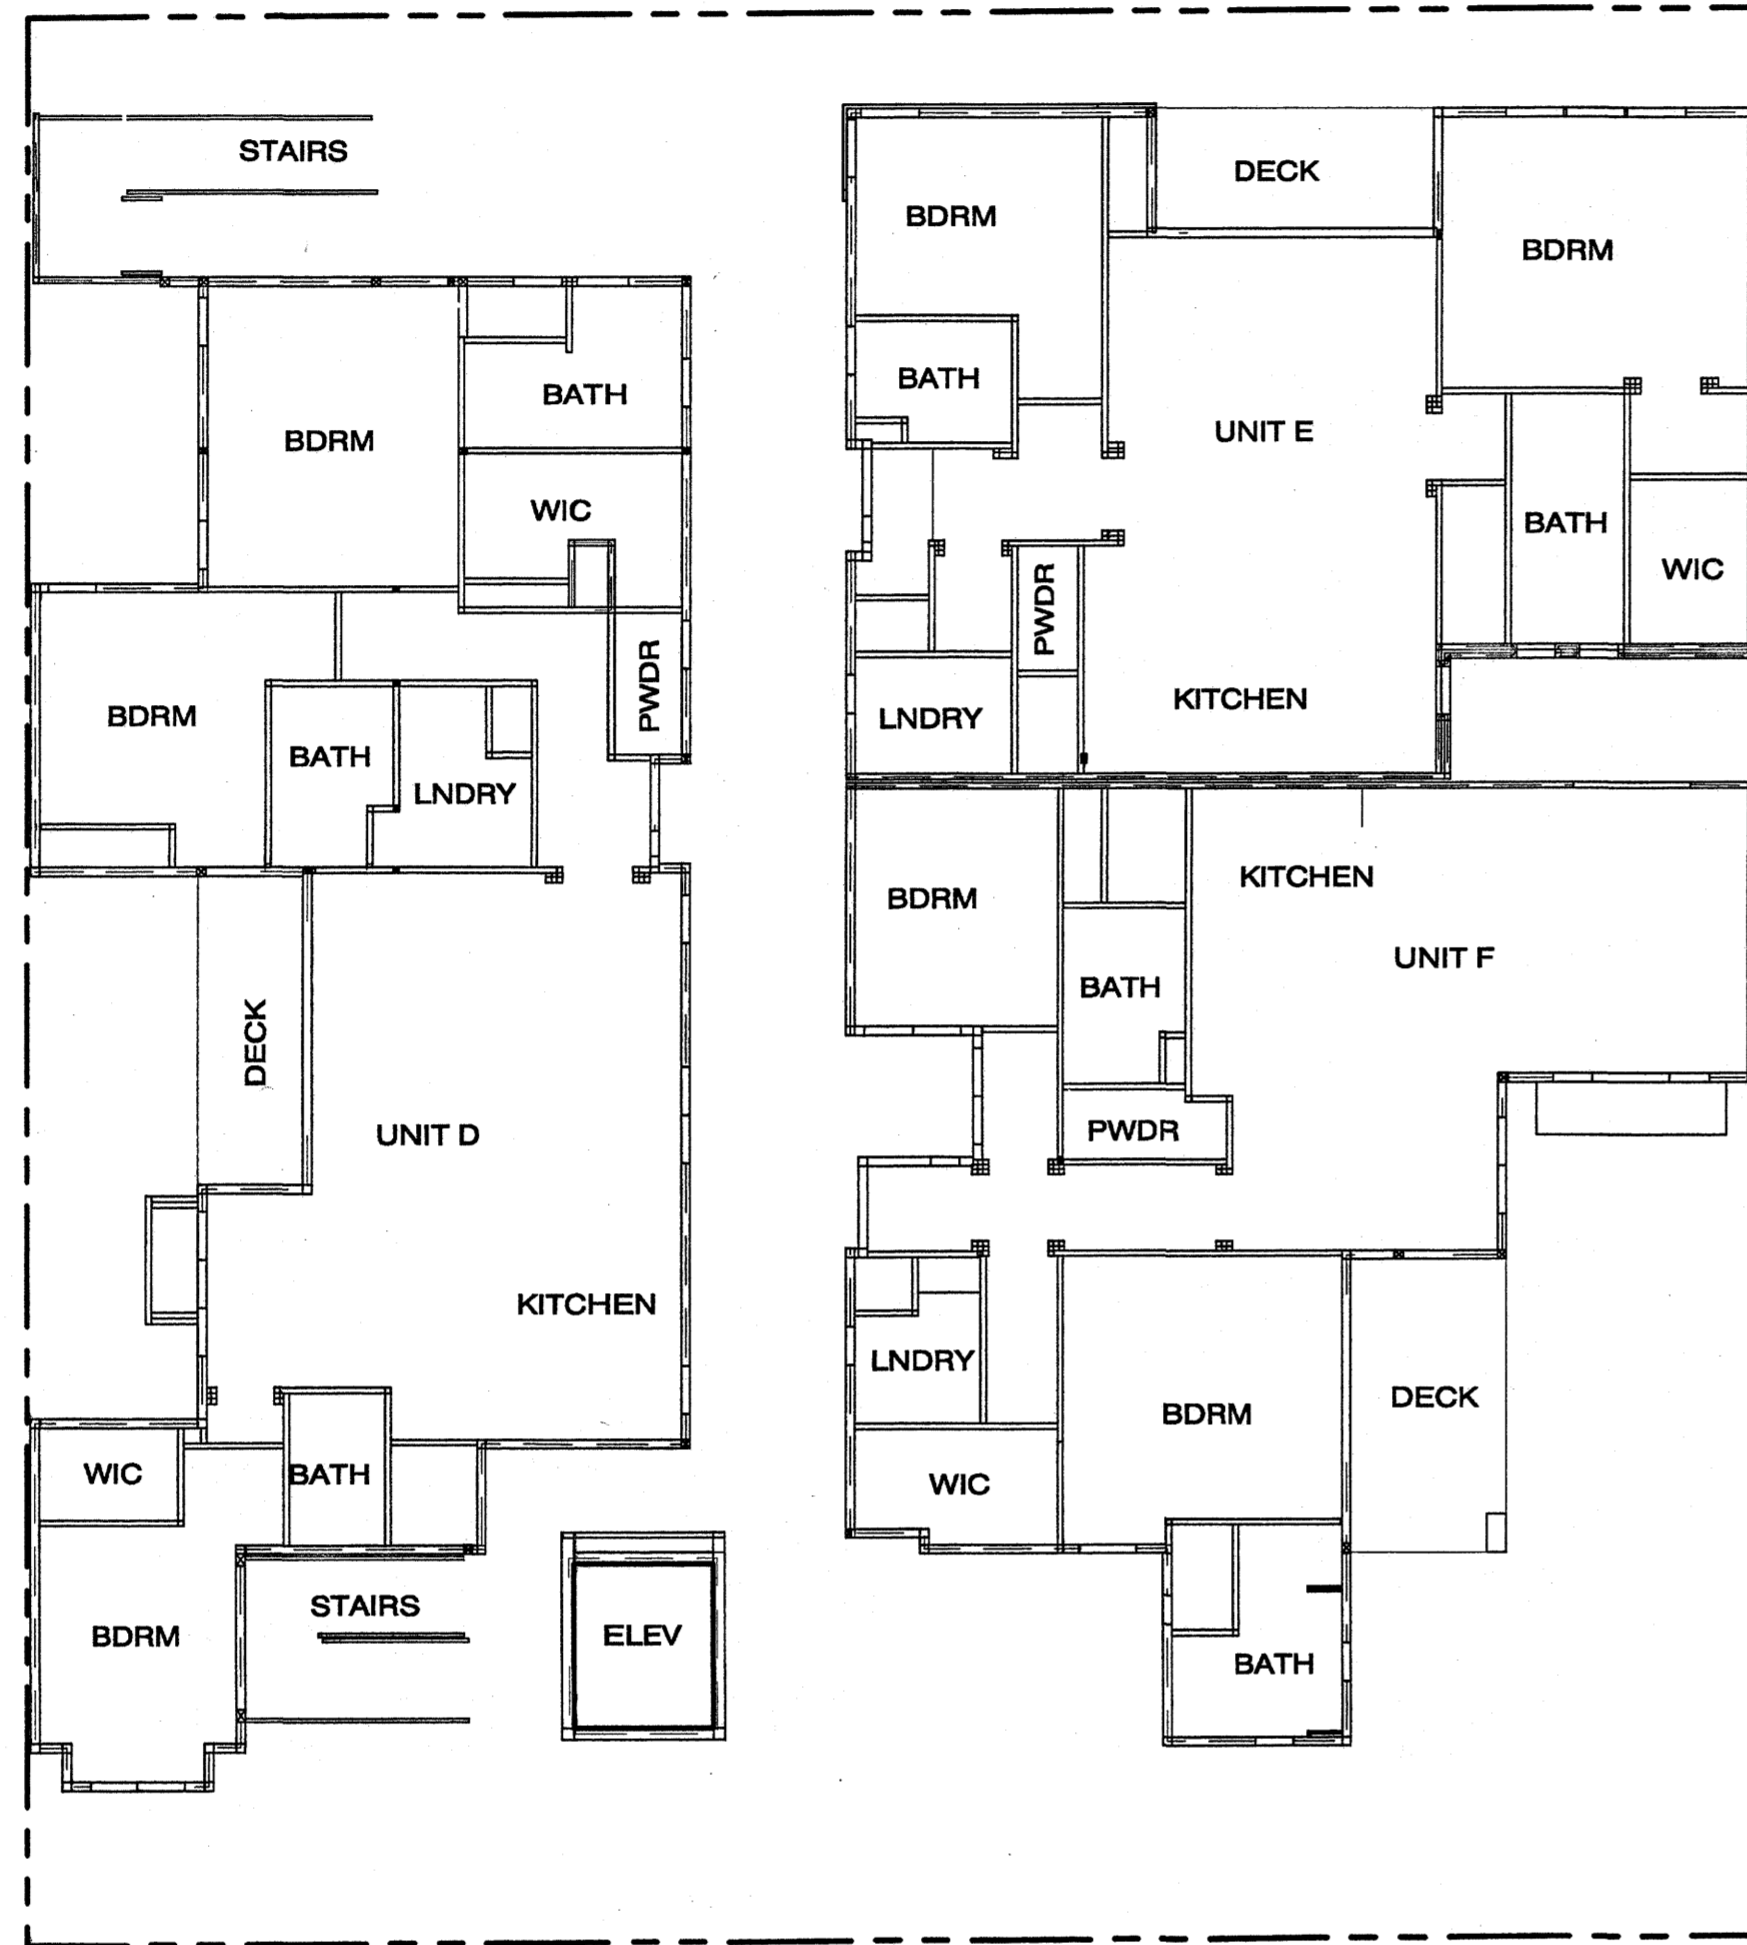 STAIRS
BDRM
BATH
WIC
BDRM
BATH
LNDRY
PWDR
DECK
UNIT D
KITCHEN
WIC
BATH
BDRM
STAIRS
ELEV
BDRM
DECK
BDRM
BATH
UNIT E
BATH
WIC
PWDR
LNDRY
KITCHEN
BDRM
KITCHEN
UNIT F
BATH
PWDR
LNDRY
WIC
BDRM
DECK
BATH